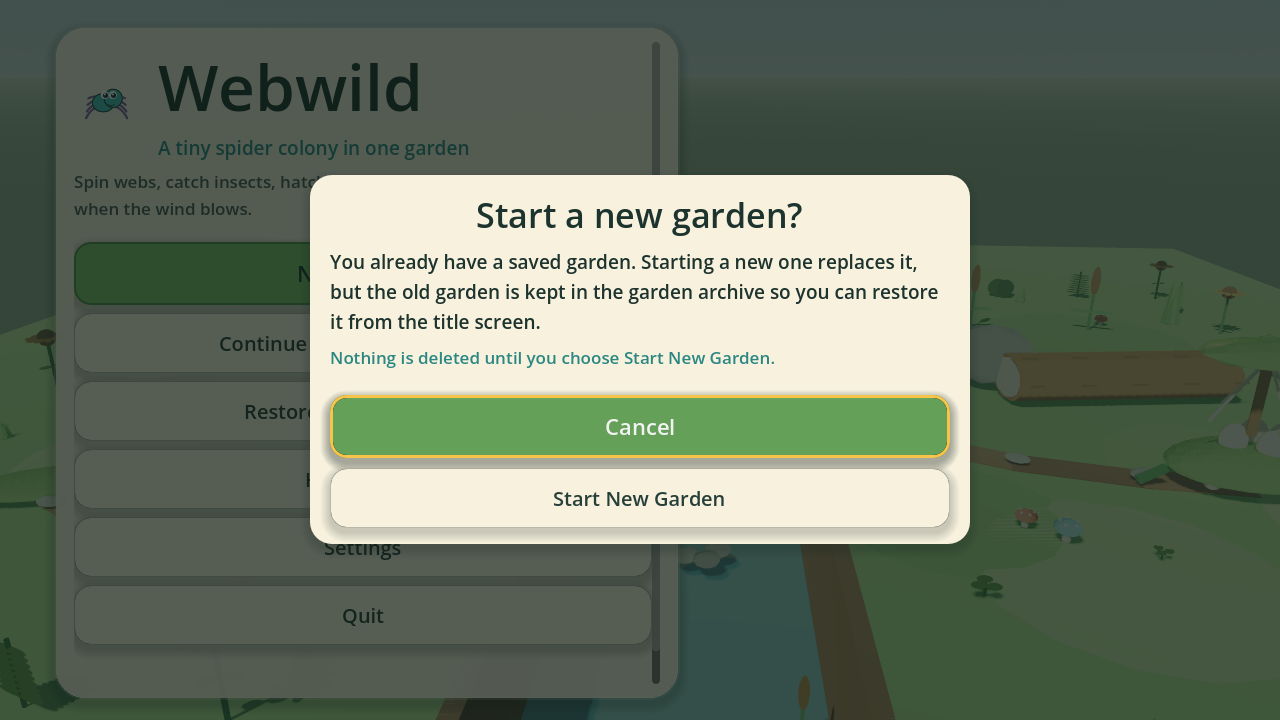 Webwild
A tiny spider colony in one garden
Spin webs, catch insects,
when the wind blows.
Continue
Settings
Quit
Start a new garden?
You already have a saved garden. Starting a new one replaces it,
but the old garden is kept in the garden archive so you can restore
it from the title screen.
Nothing is deleted until you choose Start New Garden.
Cancel
Start New Garden